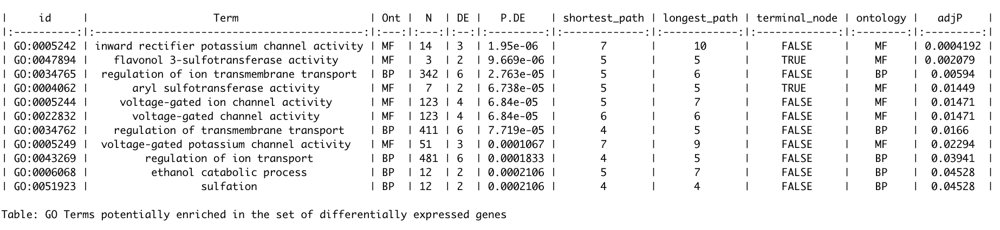 |     id     |                    Term                     | Ont |  N  | DE |   P.DE    | shortest_path | longest_path | terminal_node | ontology |   adjP    |
|:----------:|:-------------------------------------------:|:---:|:---:|:--:|:---------:|:-------------:|:------------:|:-------------:|:--------:|:---------:|
| GO:0005242 | inward rectifier potassium channel activity | MF  | 14  | 3  | 1.95e-06  |       7       |      10      |     FALSE     |    MF    | 0.0004192 |
| GO:0047894 |   flavonol 3-sulfotransferase activity      | MF  |  3  | 2  | 9.669e-06 |       5       |      5       |     TRUE      |    MF    | 0.002079  |
| GO:0034765 | regulation of ion transmembrane transport   | BP  | 342 | 6  | 2.763e-05 |       5       |      6       |     FALSE     |    BP    |  0.00594  |
| GO:0004062 |      aryl sulfotransferase activity         | MF  |  7  | 2  | 6.738e-05 |       5       |      5       |     TRUE      |    MF    |  0.01449  |
| GO:0005244 |    voltage-gated ion channel activity       | MF  | 123 | 4  | 6.84e-05  |       5       |      7       |     FALSE     |    MF    |  0.01471  |
| GO:0022832 |      voltage-gated channel activity         | MF  | 123 | 4  | 6.84e-05  |       6       |      6       |     FALSE     |    MF    |  0.01471  |
| GO:0034762 |   regulation of transmembrane transport     | BP  | 411 | 6  | 7.719e-05 |       4       |      5       |     FALSE     |    BP    |  0.0166   |
| GO:0005249 | voltage-gated potassium channel activity    | MF  | 51  | 3  | 0.0001067 |       7       |      9       |     FALSE     |    MF    |  0.02294  |
| GO:0043269 |        regulation of ion transport          | BP  | 481 | 6  | 0.0001833 |       4       |      5       |     FALSE     |    BP    |  0.03941  |
| GO:0006068 |         ethanol catabolic process           | BP  | 12  | 2  | 0.0002106 |       5       |      7       |     FALSE     |    BP    |  0.04528  |
| GO:0051923 |                 sulfation                   | BP  | 12  | 2  | 0.0002106 |       4       |      4       |     FALSE     |    BP    |  0.04528  |
Table: GO Terms potentially enriched in the set of differentially expressed genes